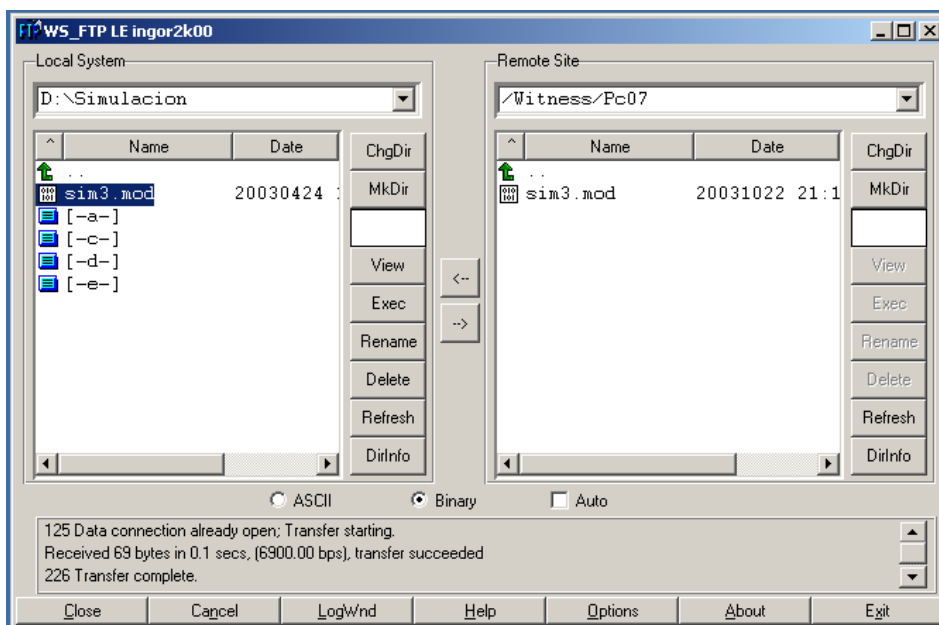 WS_FTP LE ingor2k00
Local System
D:\Simulacion
^ Name Date
..
sim3.mod 20030424
[-a-]
[-c-]
[-d-]
[-e-]
ChgDir
MkDir
View
Exec
Rename
Delete
Refresh
DirInfo
<--
-->
Remote Site
/Witness/Pc07
^ Name Date
..
sim3.mod 20031022 21:1
ChgDir
MkDir
View
Exec
Rename
Delete
Refresh
DirInfo
ASCII Binary Auto
125 Data connection already open; Transfer starting.
Received 69 bytes in 0.1 secs, (6900.00 bps), transfer succeeded
226 Transfer complete.
Close Cancel LogWnd Help Options About Exit